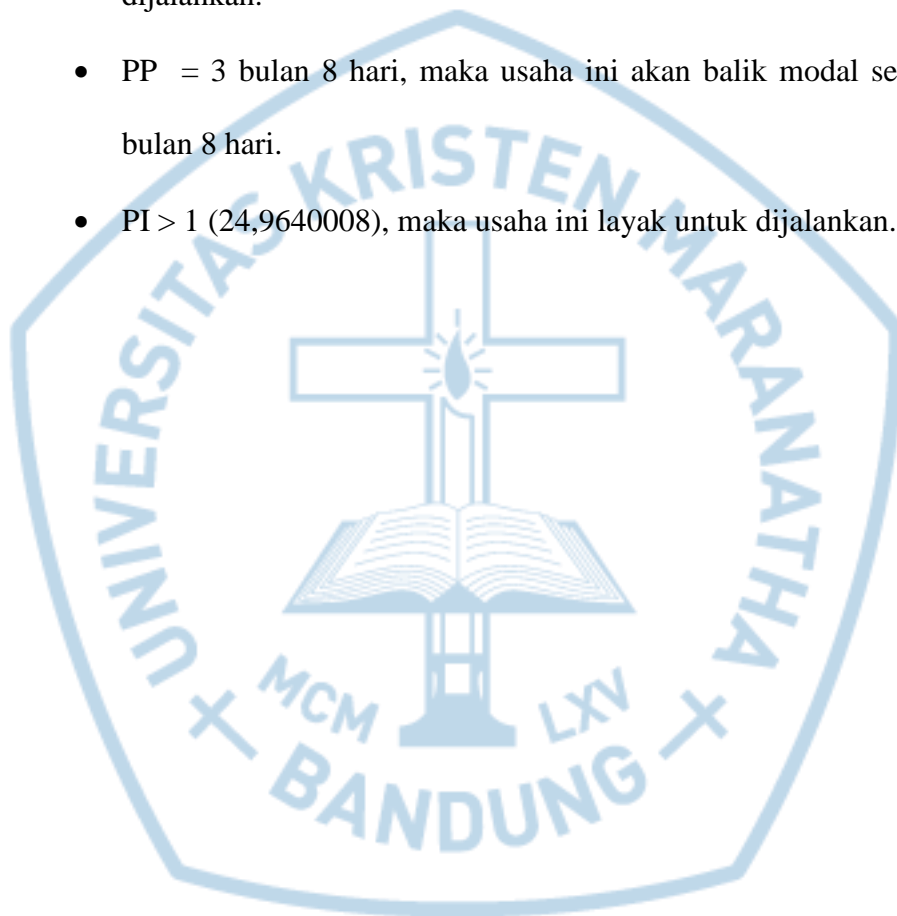 dijalankan.
• PP = 3 bulan 8 hari, maka usaha ini akan balik modal se
bulan 8 hari.
• PI > 1 (24,9640008), maka usaha ini layak untuk dijalankan.
UNIVERSITAS KRISTEN MARANATHA
MCM LXV
BANDUNG